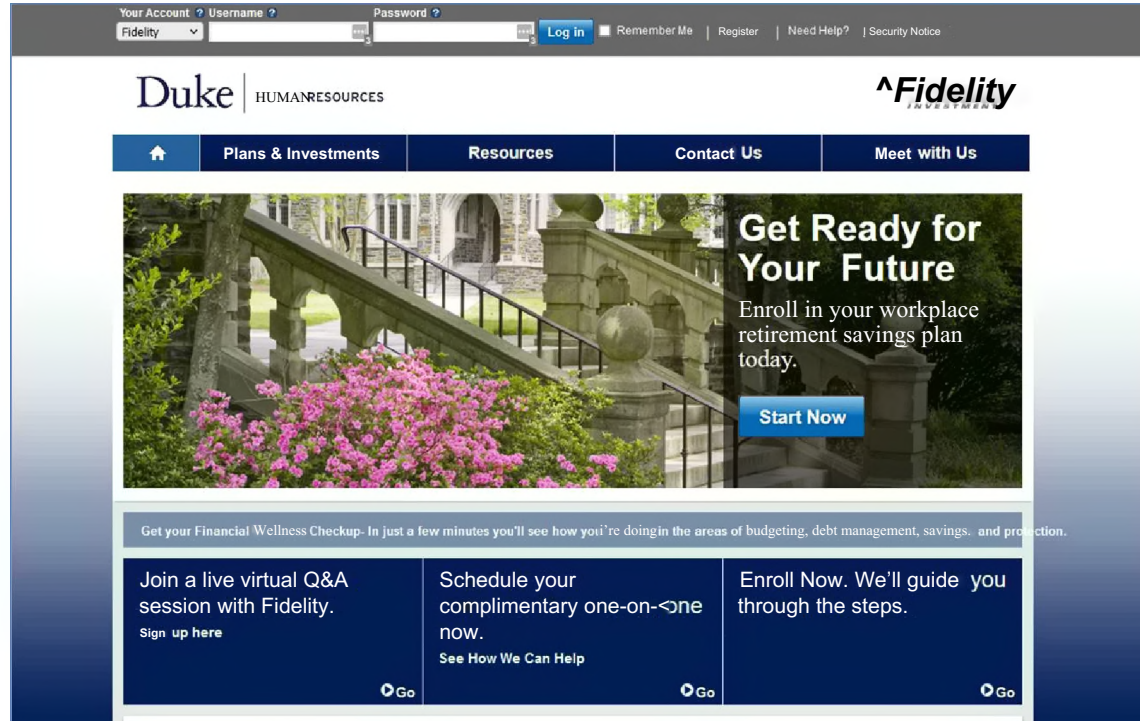 Your Account ? Username ? Password ?
Fidelity Log in Remember Me | Register | Need Help? | Security Notice
Duke HUMANRESOURCES
^Fidelity
INVESTMENT
Plans & Investments Resources Contact Us Meet with Us
Get Ready for
Your Future
Enroll in your workplace
retirement savings plan
today.
Start Now
Get your Financial Wellness Checkup- In just a few minutes you'll see how you're doingin the areas of budgeting, debt management, savings. and protection.
Join a live virtual Q&A
session with Fidelity.
Sign up here
Go
Schedule your
complimentary one-on-<one
now.
See How We Can Help
Go
Enroll Now. We'll guide you
through the steps.
Go